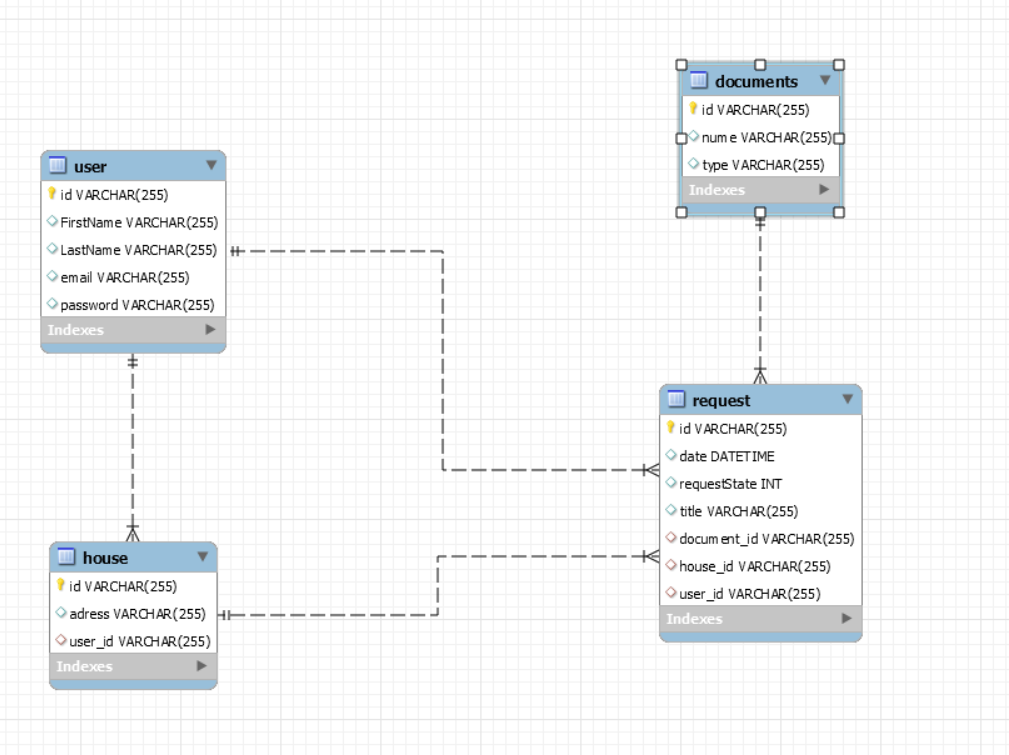 documents
id VARCHAR(255)
nume VARCHAR(255)
type VARCHAR(255)
Indexes
user
id VARCHAR(255)
FirstName VARCHAR(255)
LastName VARCHAR(255)
email VARCHAR(255)
password VARCHAR(255)
Indexes
request
id VARCHAR(255)
date DATETIME
requestState INT
title VARCHAR(255)
document_id VARCHAR(255)
house_id VARCHAR(255)
user_id VARCHAR(255)
Indexes
house
id VARCHAR(255)
adress VARCHAR(255)
user_id VARCHAR(255)
Indexes